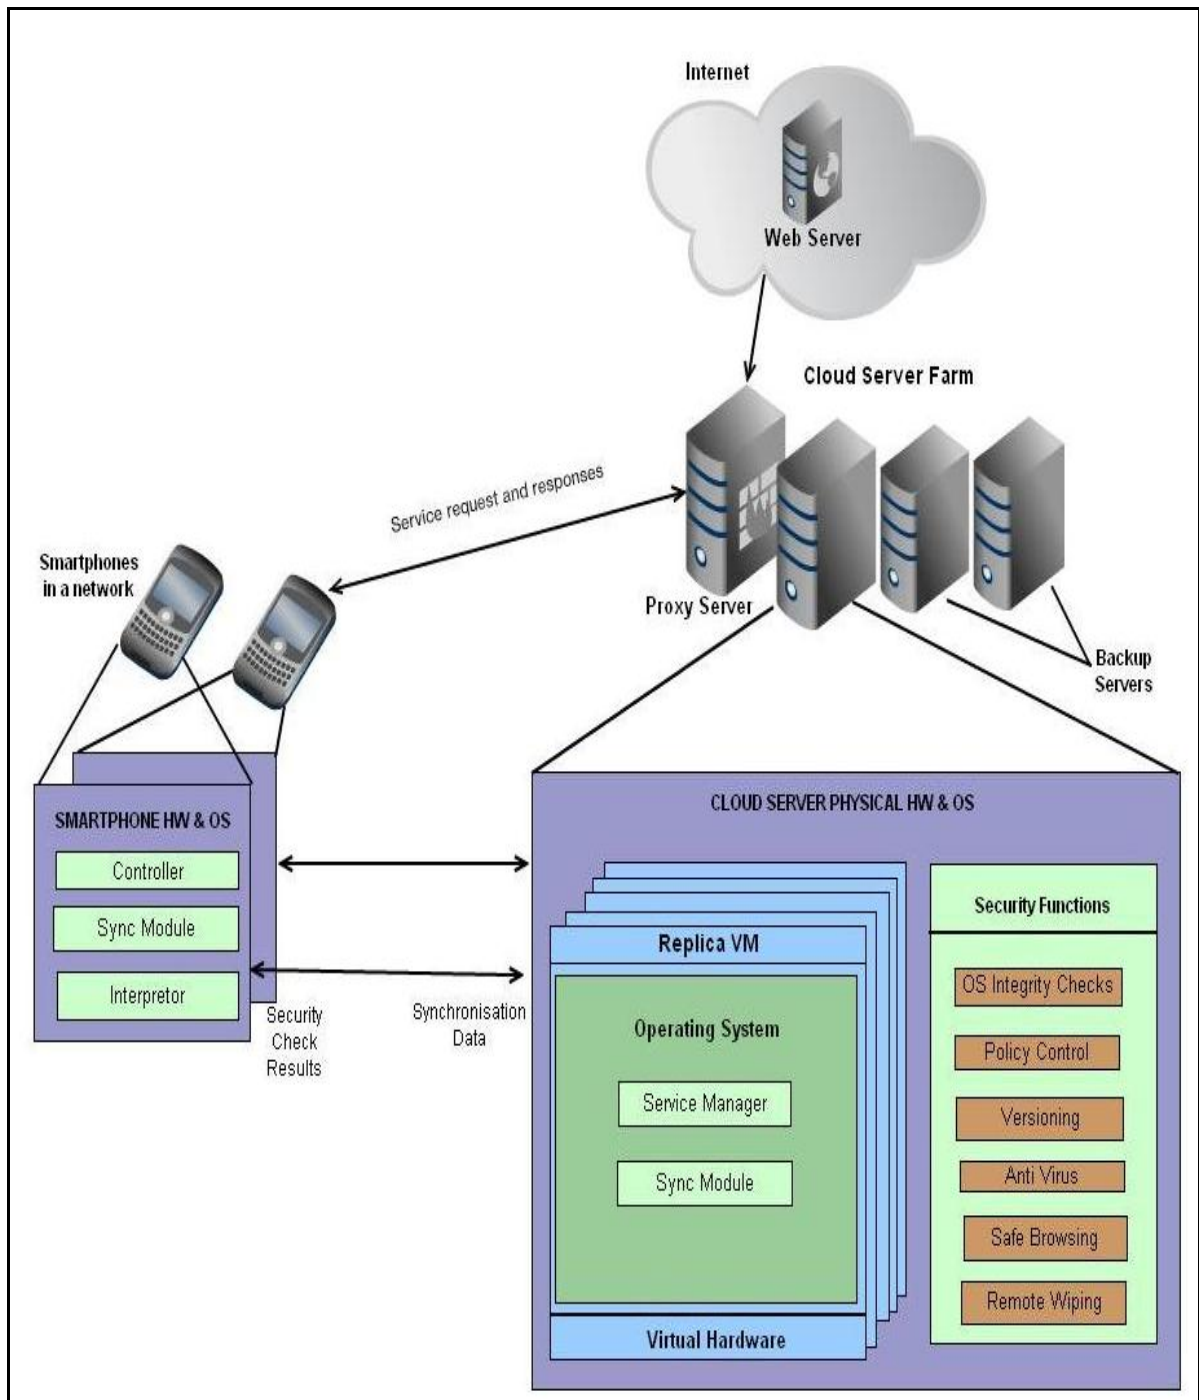 Internet
Web Server
Cloud Server Farm
Service request and responses
Smartphones
in a network
Proxy Server
Backup
Servers
SMARTPHONE HW & OS
Controller
Sync Module
Interpretor
Security
Check
Results
Synchronisation
Data
CLOUD SERVER PHYSICAL HW & OS
Replica VM
Operating System
Service Manager
Sync Module
Virtual Hardware
Security Functions
OS Integrity Checks
Policy Control
Versioning
Anti Virus
Safe Browsing
Remote Wiping